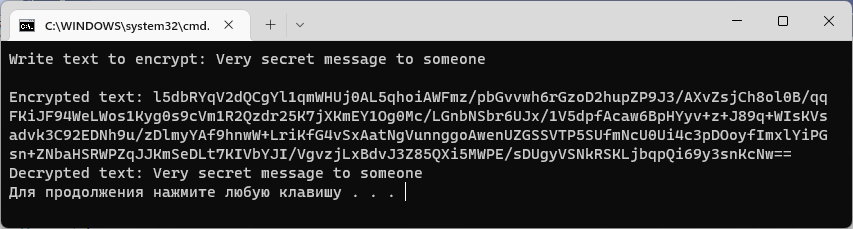 C:\WINDOWS\system32\cmd.
Write text to encrypt: Very secret message to someone
Encrypted text: l5dbRYqV2dQCgYl1qmWHUj0AL5qhoiAWFmz/pbGvvwh6rGzoD2hupZP9J3/AXvZsjCh8ol0B/qq
FKiJF94WeLWos1Kyg0s9cVm1R2Qzdr25K7jXKmEY1Og0Mc/LGnbNSbr6UJx/1V5dpfAcaw6BpHYyv+z+J89q+WIsKVs
advk3C92EDNh9u/zDlmyYAf9hnwW+LriKfG4vSxAatNgVunnggoAwenUZGSSVTP5SUfmNcU0Ui4c3pDOoyfImxlYiPG
sn+ZNbaHSRWPZqJJKmSeDLt7KIVbYJI/VgvzjLxBdvJ3Z85QXi5MWPE/sDUgyVSNkRSKLjbqpQi69y3snKcNw==
Decrypted text: Very secret message to someone
Для продолжения нажмите любую клавишу . . .